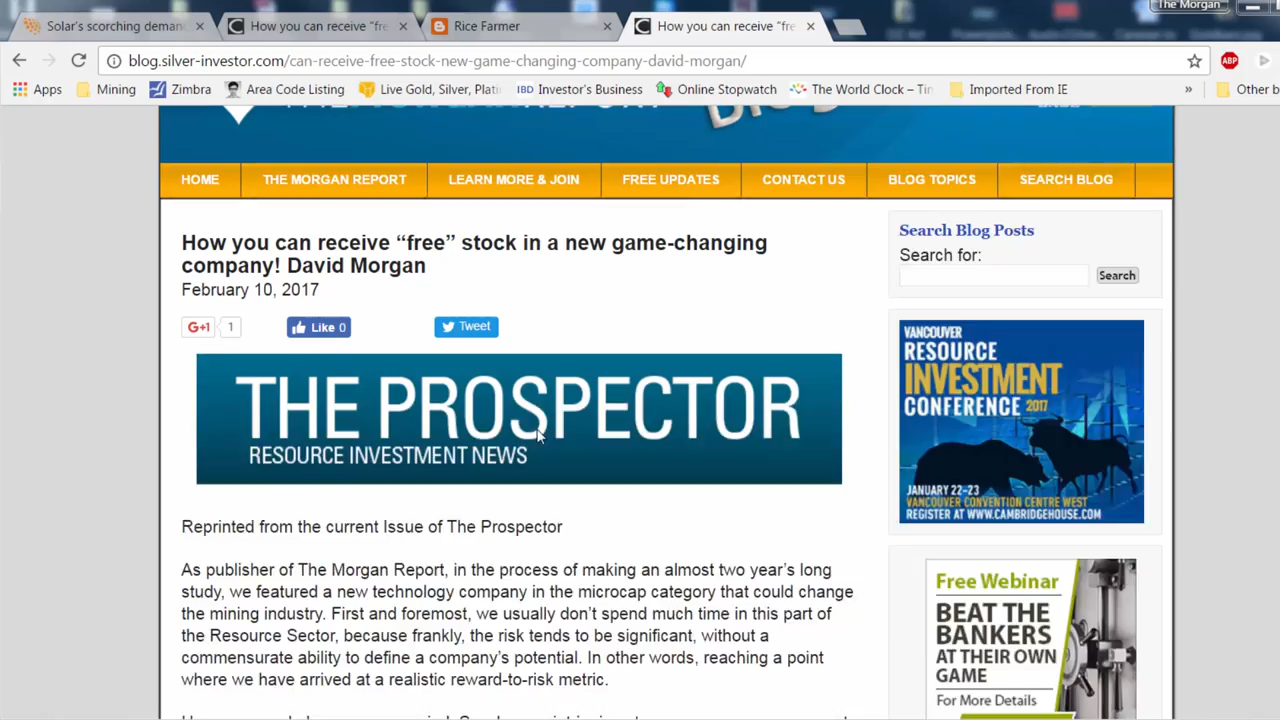 The Morgan
Solar's scorching deman
How you can receive “fre
Rice Farmer
How you can receive “fre
blog.silver-investor.com/can-receive-free-stock-new-game-changing-company-david-morgan/
ABP
Apps
Mining
Zimbra
Area Code Listing
Live Gold, Silver, Plati
IBD Investor's Business
Online Stopwatch
The World Clock – Tin
Imported From IE
»
Other b
HOME
THE MORGAN REPORT
LEARN MORE & JOIN
FREE UPDATES
CONTACT US
BLOG TOPICS
SEARCH BLOG
How you can receive “free” stock in a new game-changing
company! David Morgan
February 10, 2017
G+1 1
Like 0
Tweet
THE PROSPECTOR
RESOURCE INVESTMENT NEWS
Reprinted from the current Issue of The Prospector
As publisher of The Morgan Report, in the process of making an almost two year’s long
study, we featured a new technology company in the microcap category that could change
the mining industry. First and foremost, we usually don’t spend much time in this part of
the Resource Sector, because frankly, the risk tends to be significant, without a
commensurate ability to define a company’s potential. In other words, reaching a point
where we have arrived at a realistic reward-to-risk metric.
Search Blog Posts
Search for:
Search
VANCOUVER
RESOURCE
INVESTMENT
CONFERENCE 2017
JANUARY 22-23
VANCOUVER CONVENTION CENTRE WEST
REGISTER AT WWW.CAMBRIDGEHOUSE.COM
Free Webinar
BEAT THE
BANKERS
AT THEIR OWN
GAME
For More Details